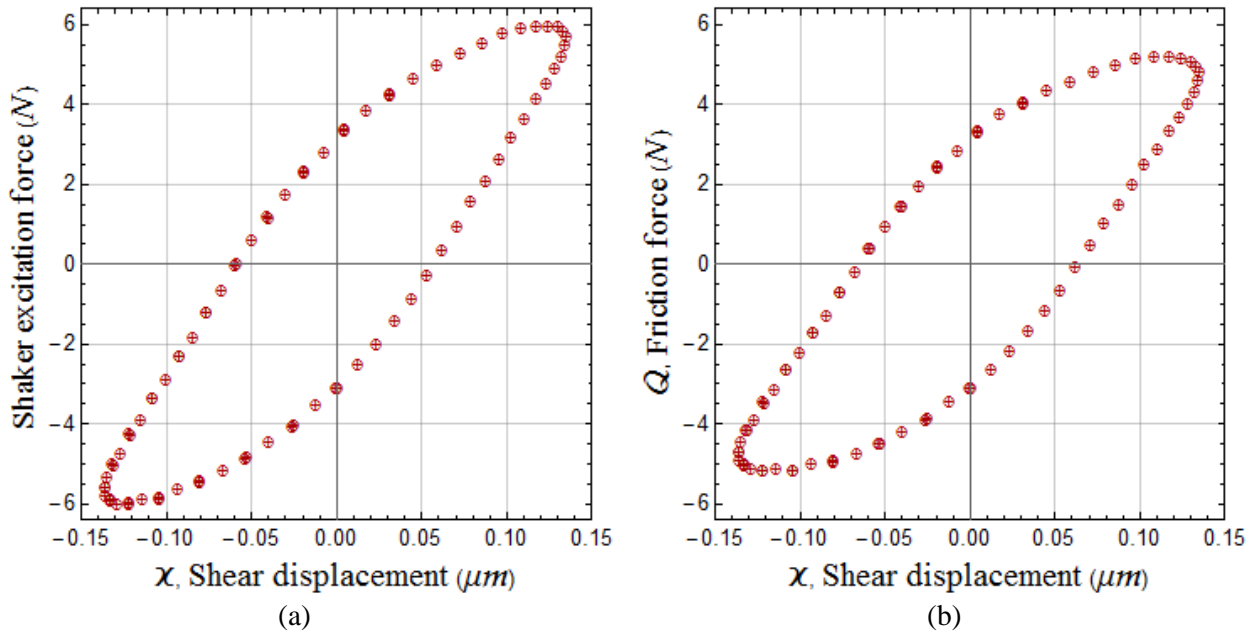 Shaker excitation force (N)
6
4
2
0
−2
−4
−6
−0.15 −0.10 −0.05 0.00 0.05 0.10 0.15
χ, Shear displacement (μm)
(a)
Q, Friction force (N)
6
4
2
0
−2
−4
−6
−0.15 −0.10 −0.05 0.00 0.05 0.10 0.15
χ, Shear displacement (μm)
(b)